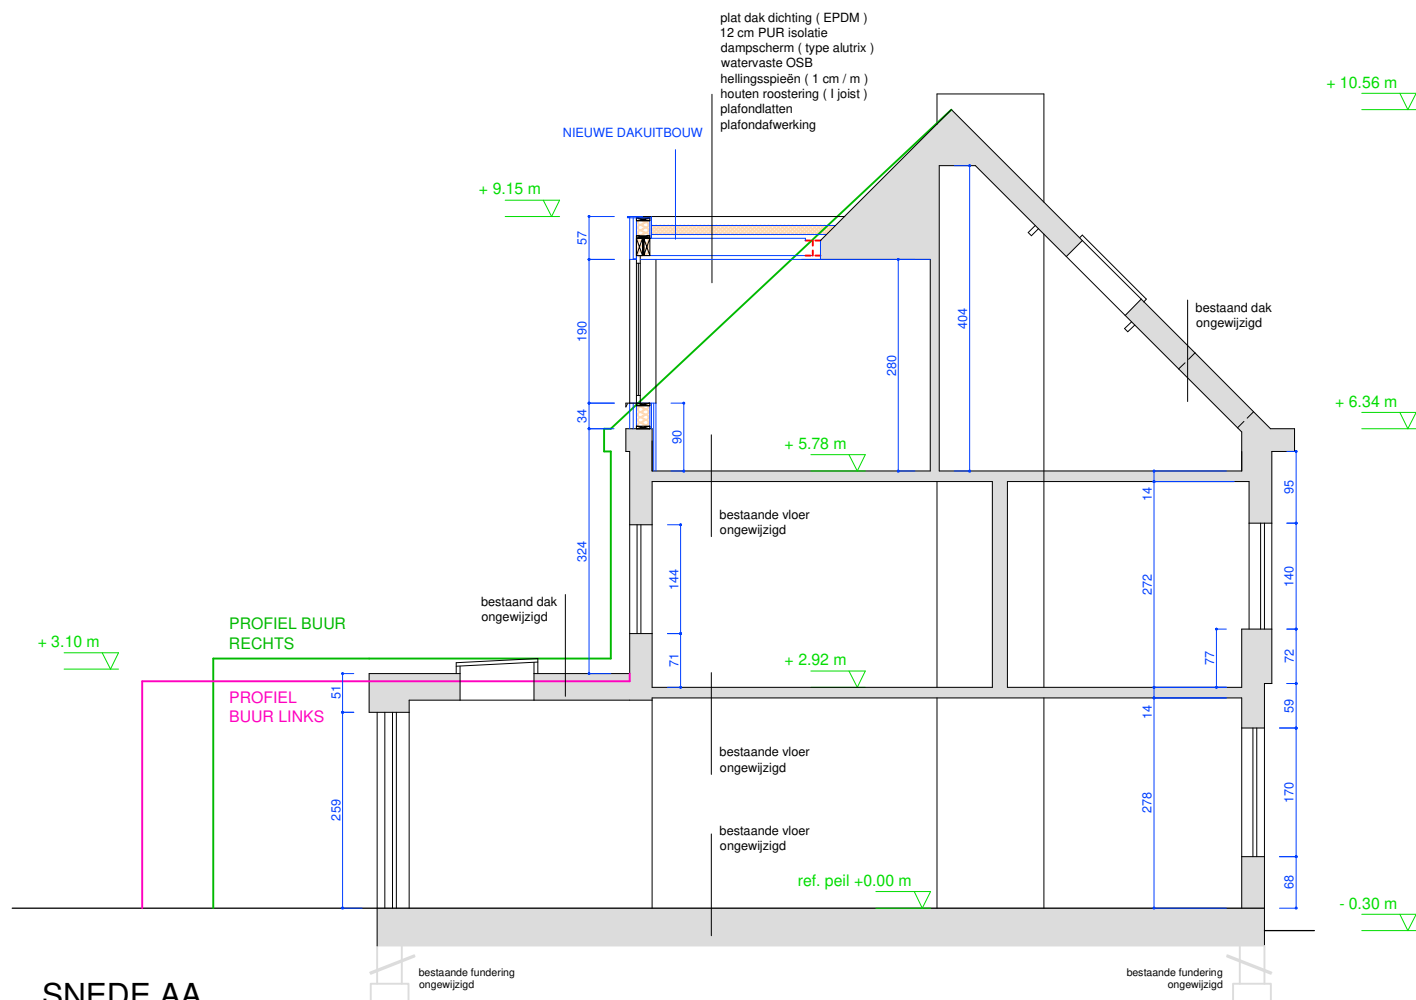 plat dak dichting ( EPDM )
12 cm PUR isolatie
dampscherm ( type alutrix )
watervaste OSB
hellingsspieën ( 1 cm / m )
houten roostering ( I joist )
plafondlatten
plafondafwerking
+ 10.56 m
NIEUWE DAKUITBOUW
+ 9.15 m
57
190
34
324
280
404
90
bestaand dak
ongewijzigd
+ 6.34 m
+ 5.78 m
bestaande vloer
ongewijzigd
14
95
144
272
140
bestaand dak
ongewijzigd
PROFIEL BUUR
RECHTS
+ 3.10 m
71
+ 2.92 m
77
72
51
PROFIEL
BUUR LINKS
14
59
bestaande vloer
ongewijzigd
259
278
170
bestaande vloer
ongewijzigd
ref. peil +0.00 m
68
- 0.30 m
bestaande fundering
ongewijzigd
bestaande fundering
ongewijzigd
SNEDE AA